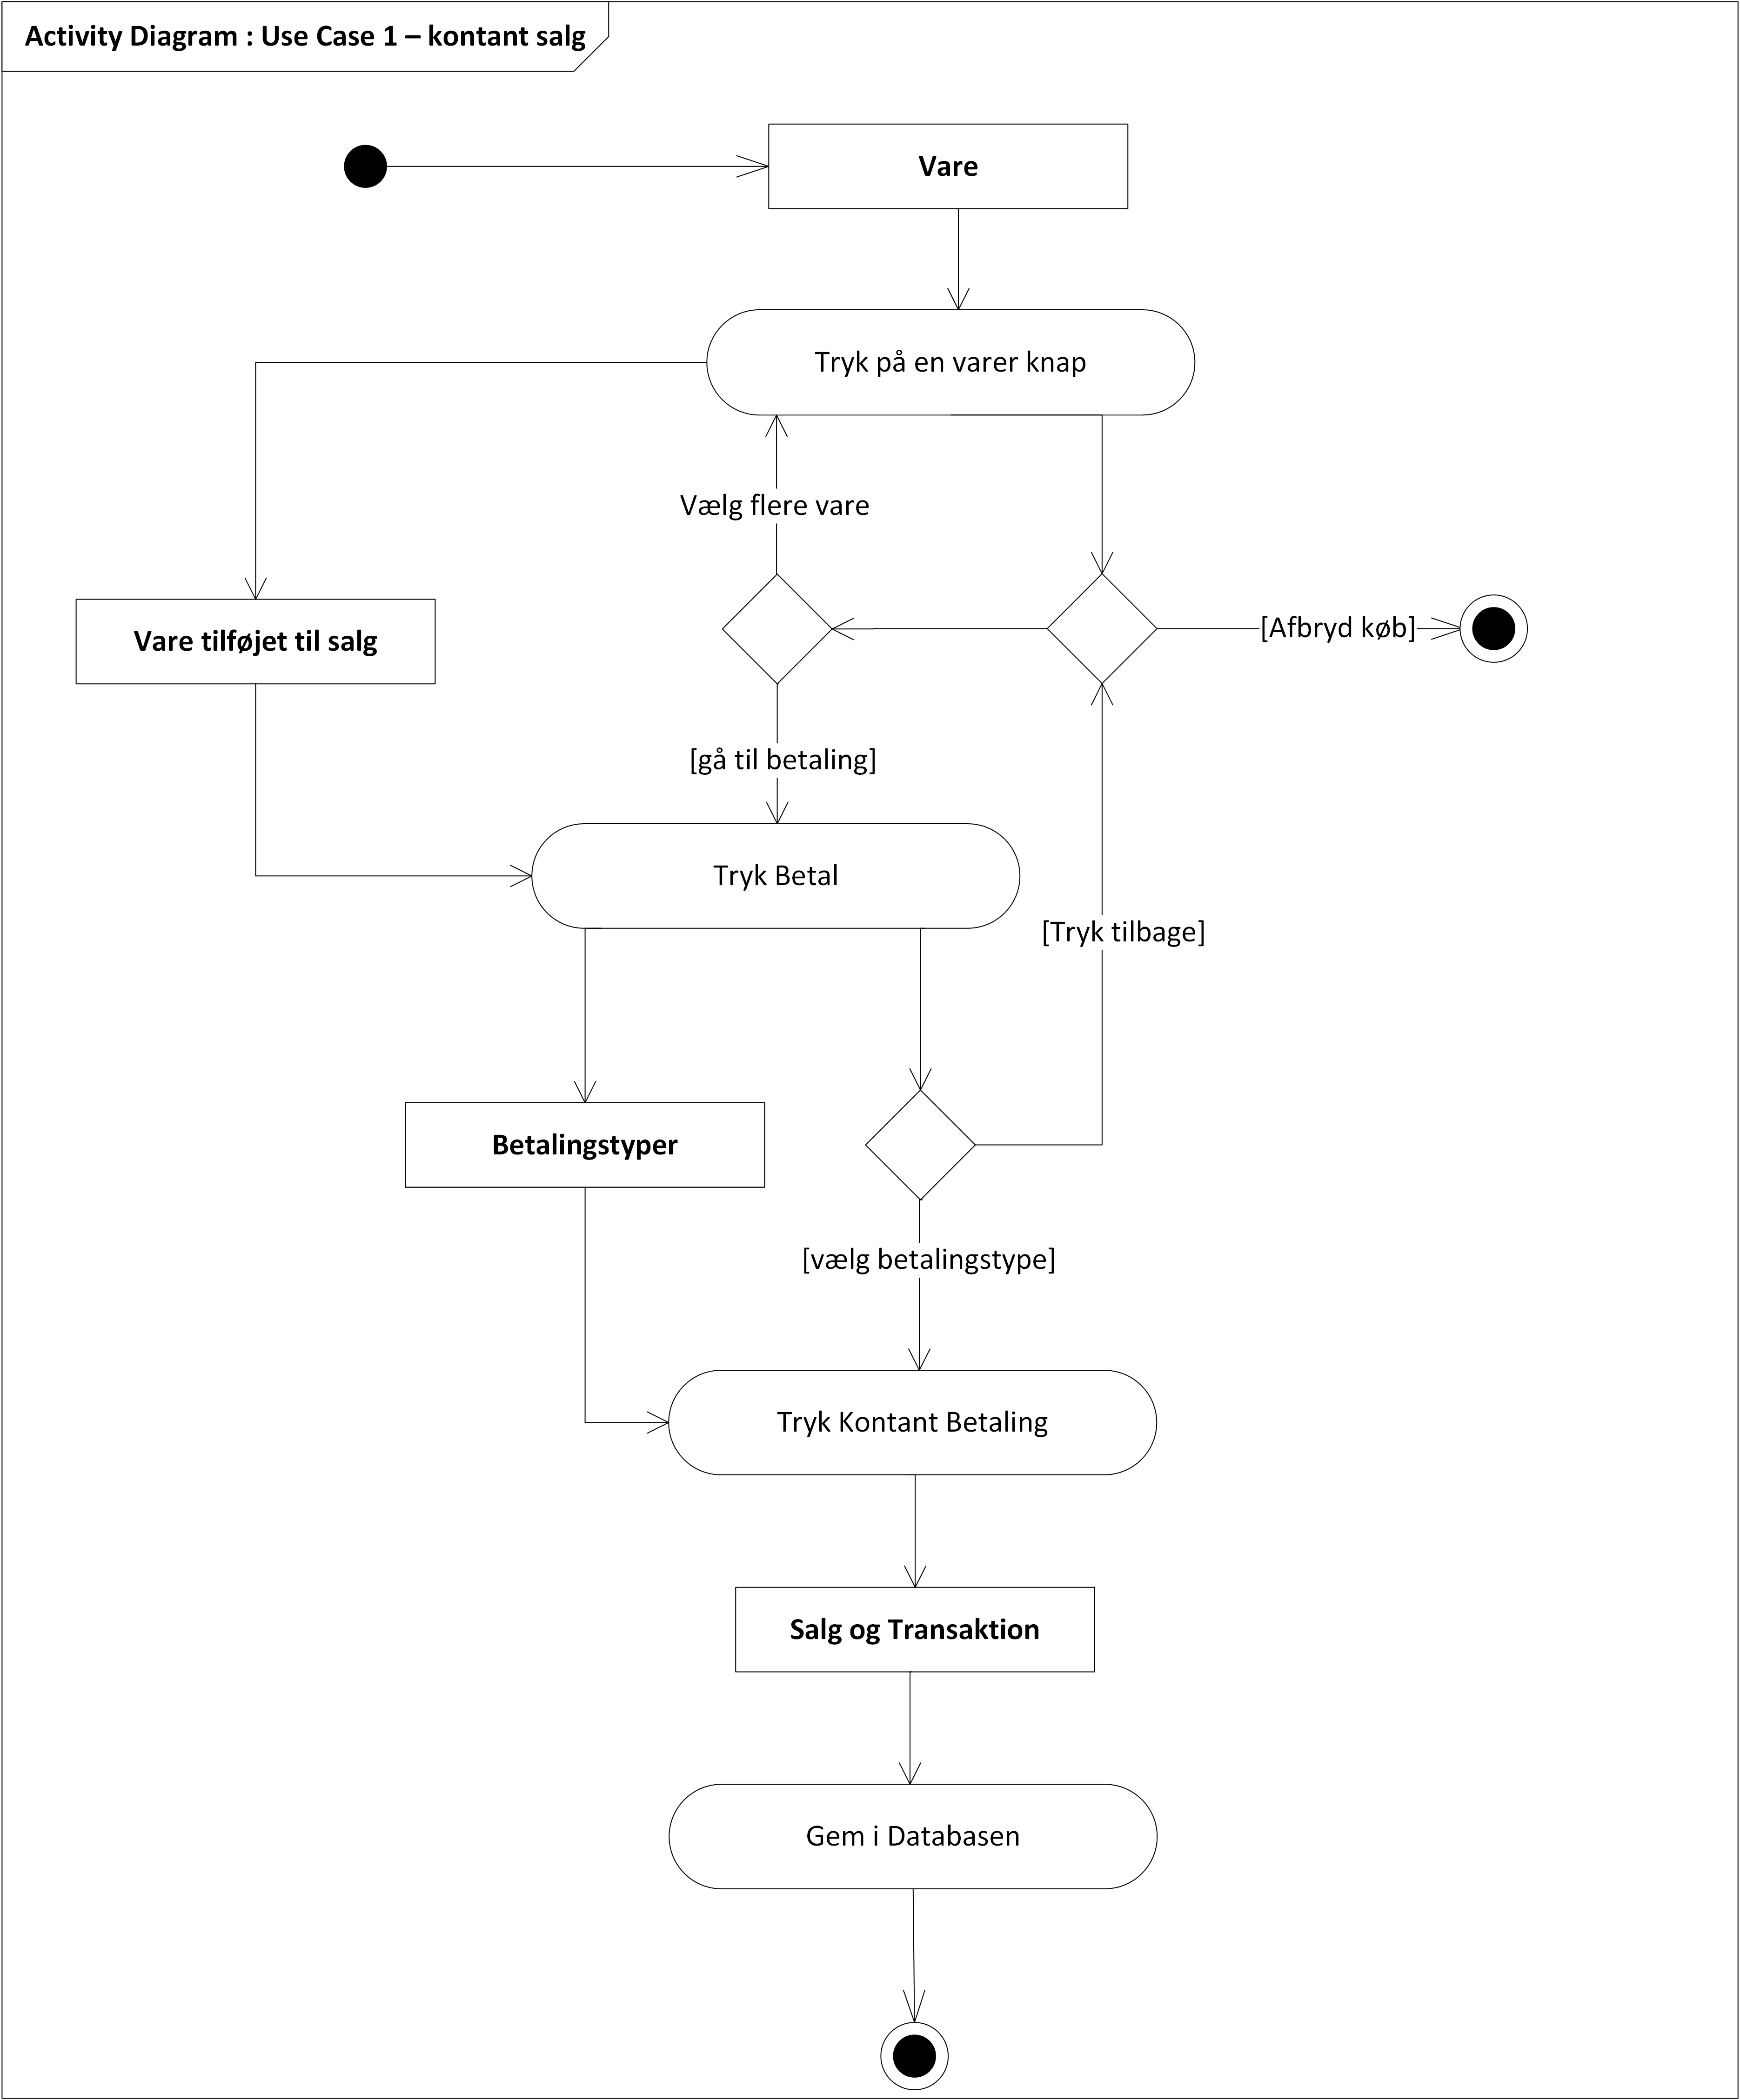 Activity Diagram : Use Case 1 – kontant salg
Vare
Tryk på en varer knap
Vælg flere vare
[Afbryd køb]
Vare tilføjet til salg
[gå til betaling]
Tryk Betal
[Tryk tilbage]
Betalingstyper
[vælg betalingstype]
Tryk Kontant Betaling
Salg og Transaktion
Gem i Databasen